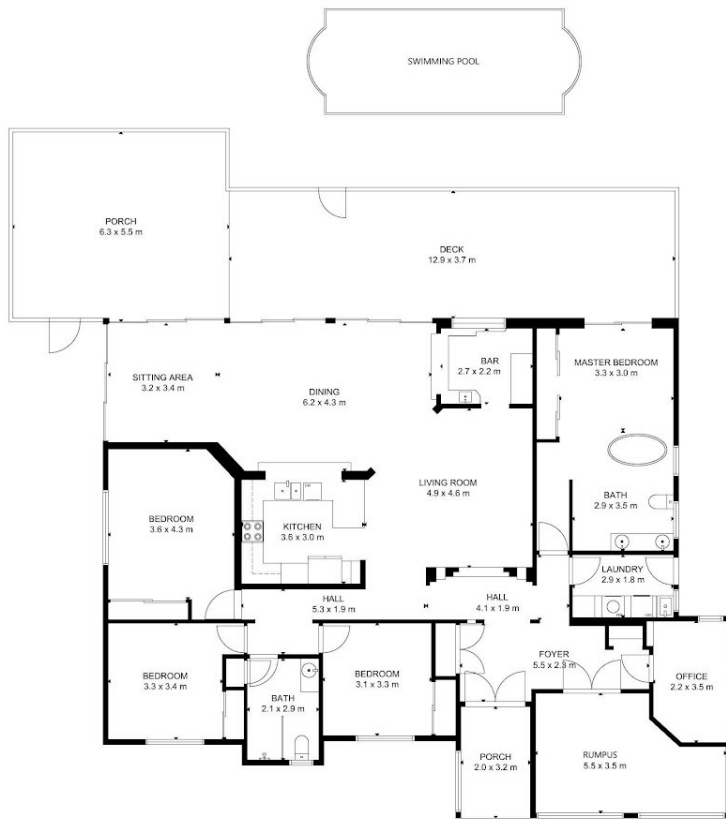 SWIMMING POOL
PORCH
6.3 x 5.5 m
DECK
12.9 x 3.7 m
SITTING AREA
3.2 x 3.4 m
DINING
6.2 x 4.3 m
BAR
2.7 x 2.2 m
MASTER BEDROOM
3.3 x 3.0 m
LIVING ROOM
4.9 x 4.6 m
BATH
2.9 x 3.5 m
BEDROOM
3.6 x 4.3 m
KITCHEN
3.6 x 3.0 m
LAUNDRY
2.9 x 1.8 m
HALL
5.3 x 1.9 m
HALL
4.1 x 1.9 m
FOYER
5.5 x 2.3 m
BEDROOM
3.3 x 3.4 m
BATH
2.1 x 2.9 m
BEDROOM
3.1 x 3.3 m
OFFICE
2.2 x 3.5 m
PORCH
2.0 x 3.2 m
RUMPUS
5.5 x 3.5 m